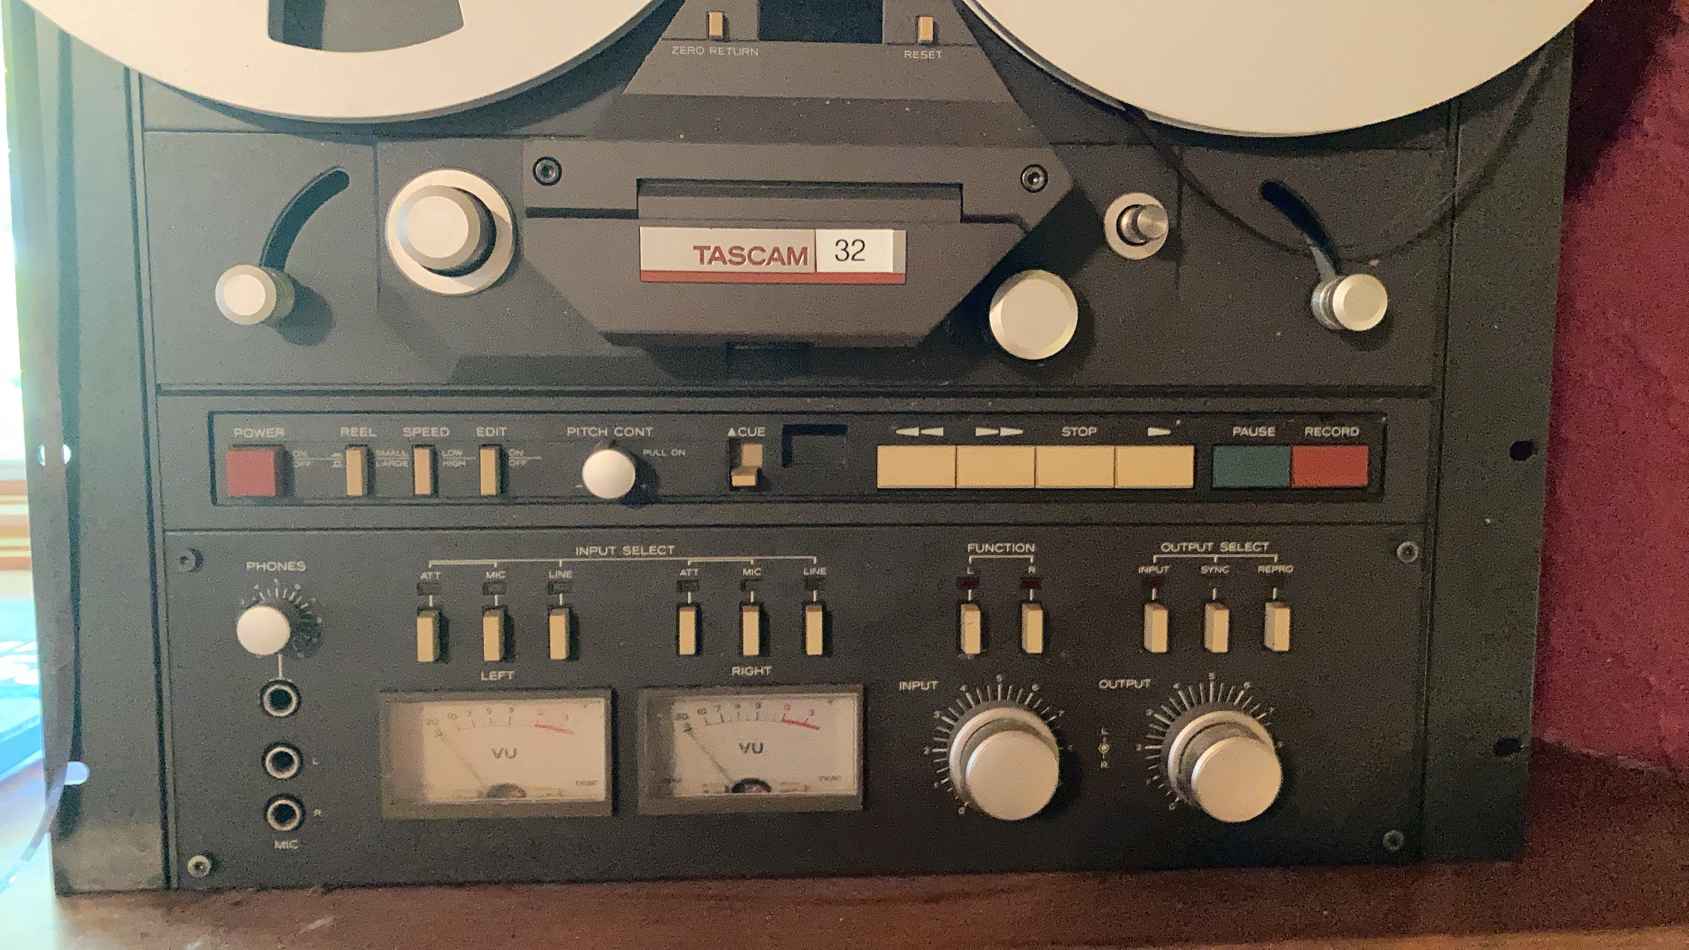 ZERO RETURN
RESET
TASCAM 32
POWER
ON
OFF
REEL
SMALL
LARGE
SPEED
LOW
HIGH
EDIT
ON
OFF
PITCH CONT
PULL ON
▲CUE
STOP
PAUSE
RECORD
PHONES
INPUT SELECT
ATT MIC LINE
ATT MIC LINE
LEFT
RIGHT
FUNCTION
L R
OUTPUT SELECT
INPUT SYNC REPRO
VU
VU
INPUT
OUTPUT
L
R
L
R
MIC